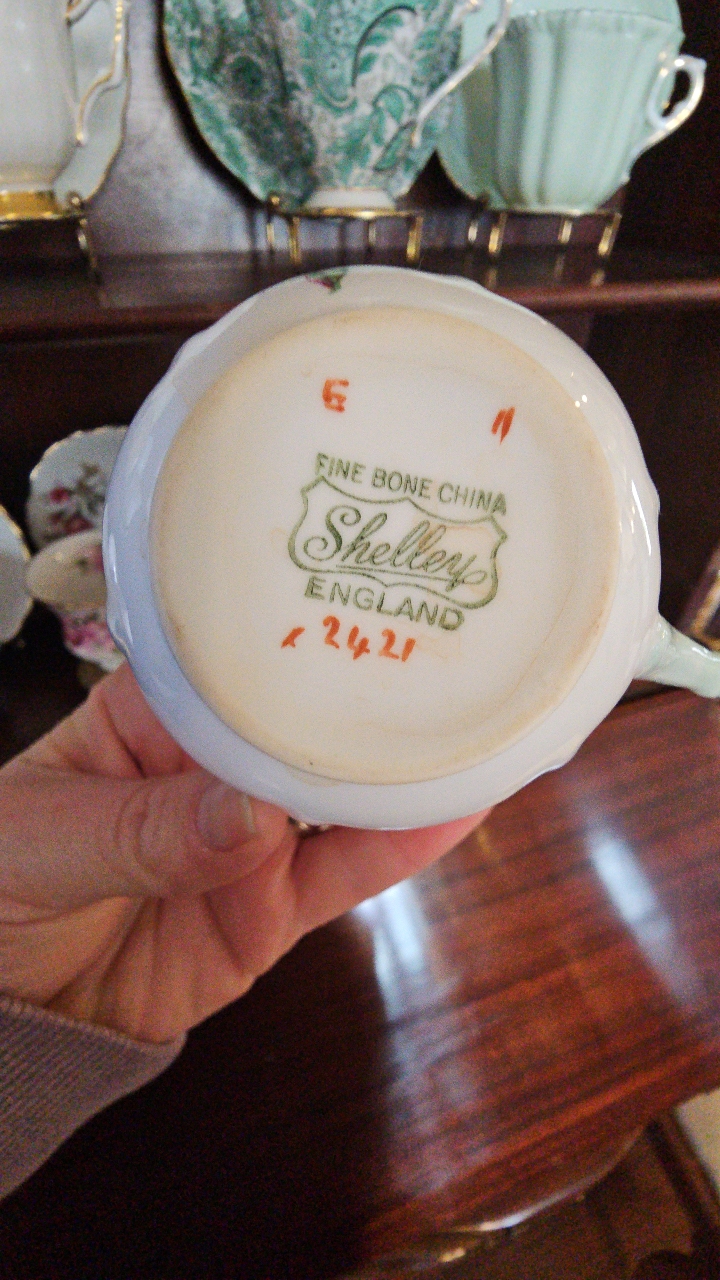 E "
FINE BONE CHINA
Shelley
ENGLAND
x 2421